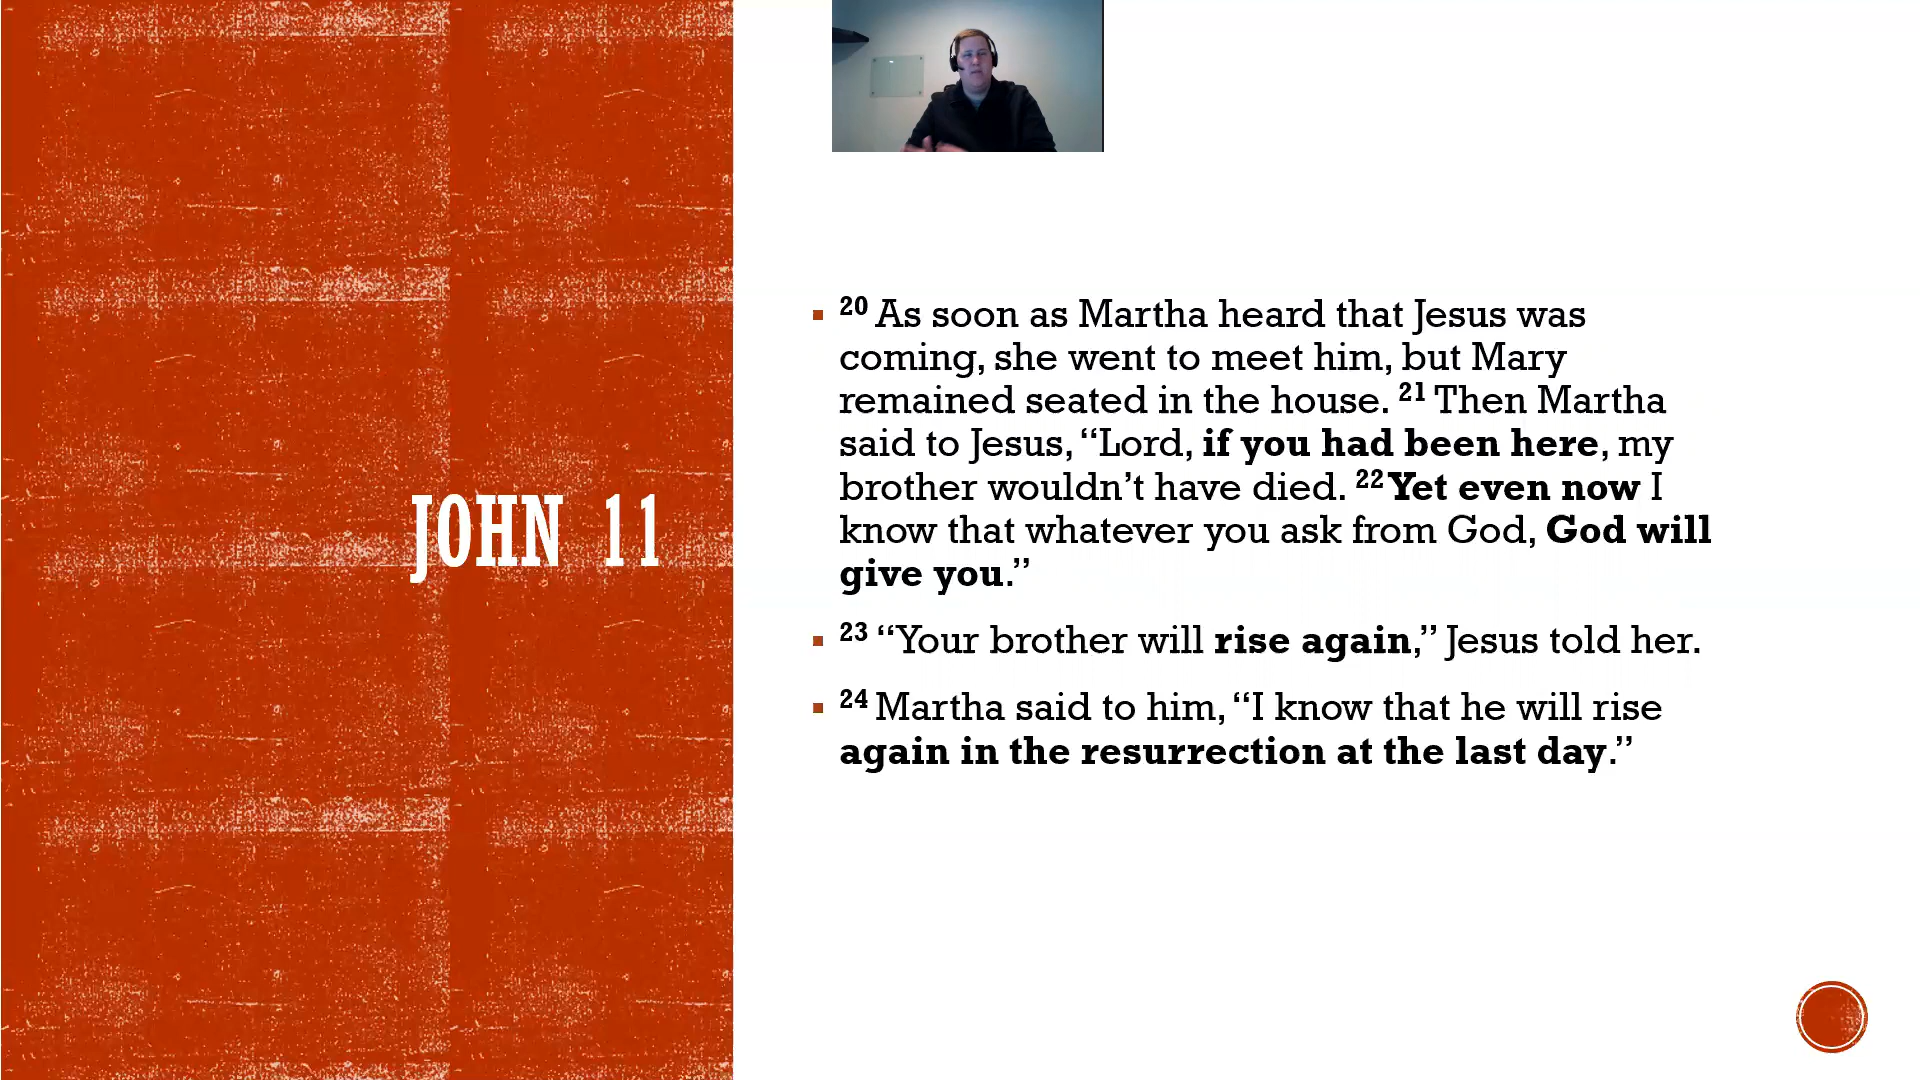 JOHN 11
20 As soon as Martha heard that Jesus was
coming, she went to meet him, but Mary
remained seated in the house. 21 Then Martha
said to Jesus, “Lord, if you had been here, my
brother wouldn’t have died. 22 Yet even now I
know that whatever you ask from God, God will
give you.”
23 “Your brother will rise again,” Jesus told her.
24 Martha said to him, “I know that he will rise
again in the resurrection at the last day.”